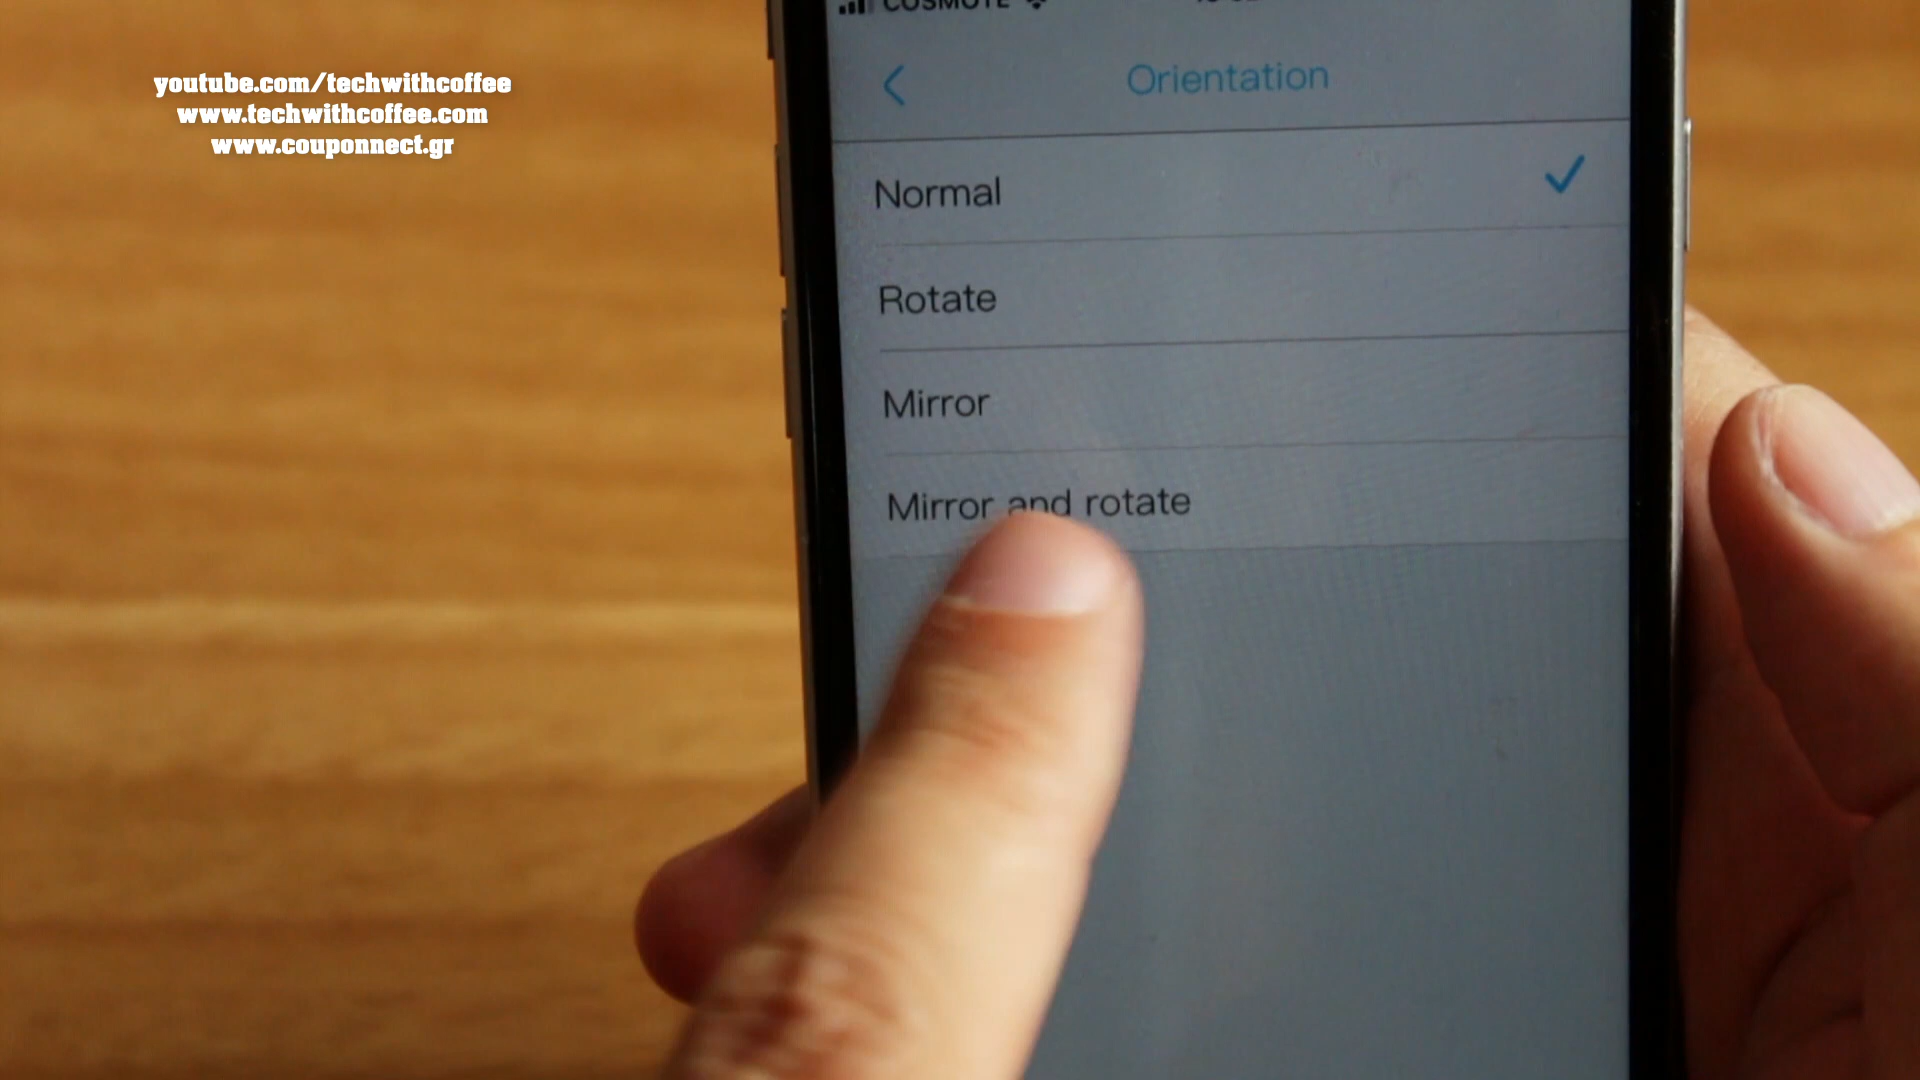 youtube.com/techwithcoffee
www.techwithcoffee.com
www.couponnect.gr
COSMOTE
Orientation
Normal
Rotate
Mirror
Mirror and rotate